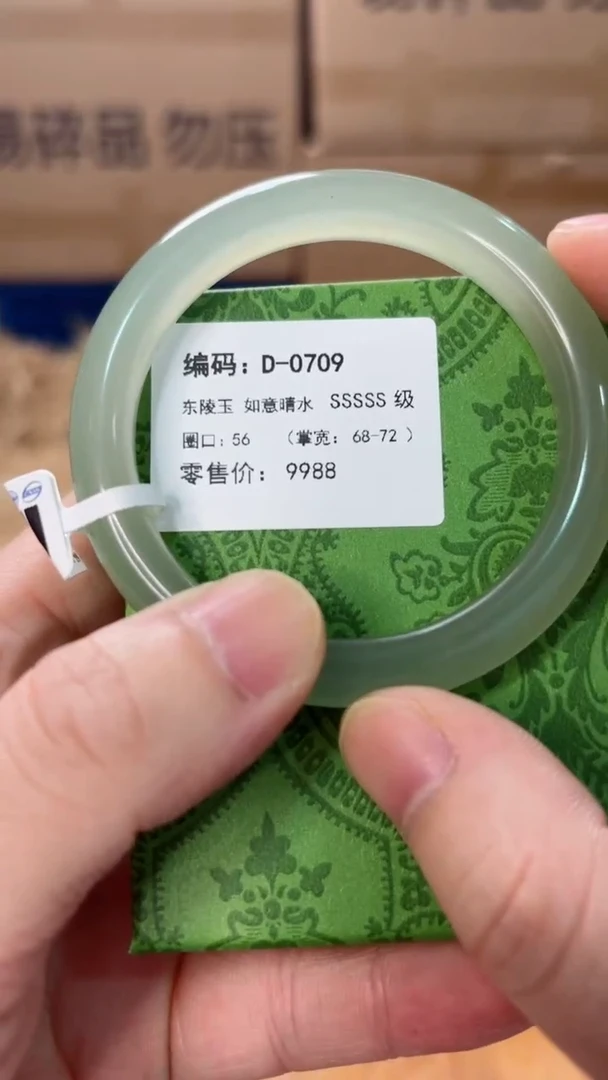 易碎品 勿压
编码：D-0709
东陵玉 如意晴水 SSSSS 级
圈口：56 （掌宽： 68-72 ）
零售价： 9988